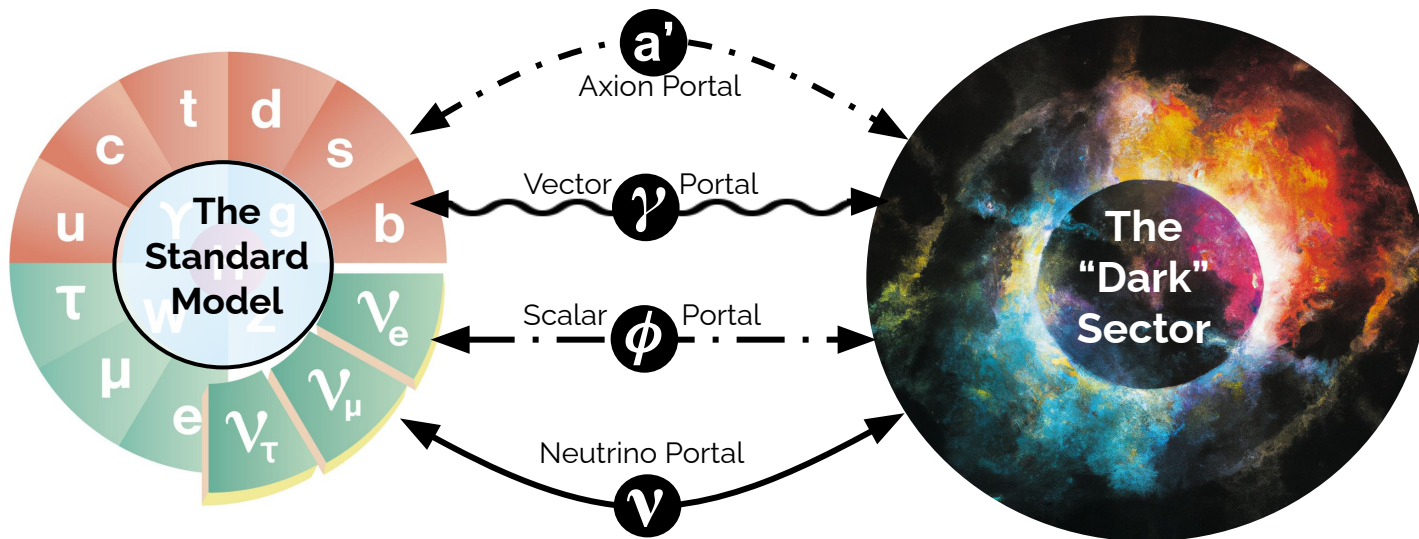 a'
Axion Portal
t
d
c
s
Vector
γ
Portal
u
γ
g
b
The
Standard
Model
H
τ
W
Z
νe
The
“Dark”
Sector
Scalar
ϕ
Portal
μ
νμ
e
ντ
Neutrino Portal
ν